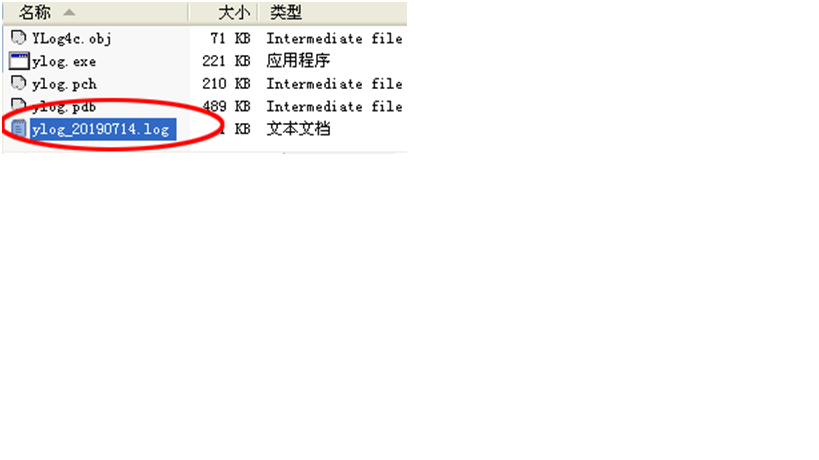 名称 大小 类型
YLog4c.obj 71 KB Intermediate file
ylog.exe 221 KB 应用程序
ylog.pch 210 KB Intermediate file
ylog.pdb 489 KB Intermediate file
ylog_20190714.log KB 文本文档